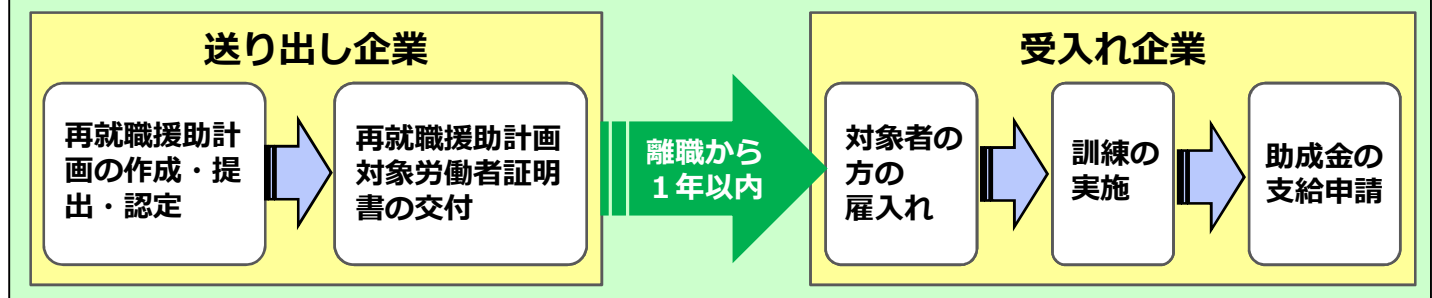 送り出し企業
再就職援助計
画の作成・提
出・認定
再就職援助計画
対象労働者証明
書の交付
離職から
１年以内
受入れ企業
対象者の
方の
雇入れ
訓練の
実施
助成金の
支給申請